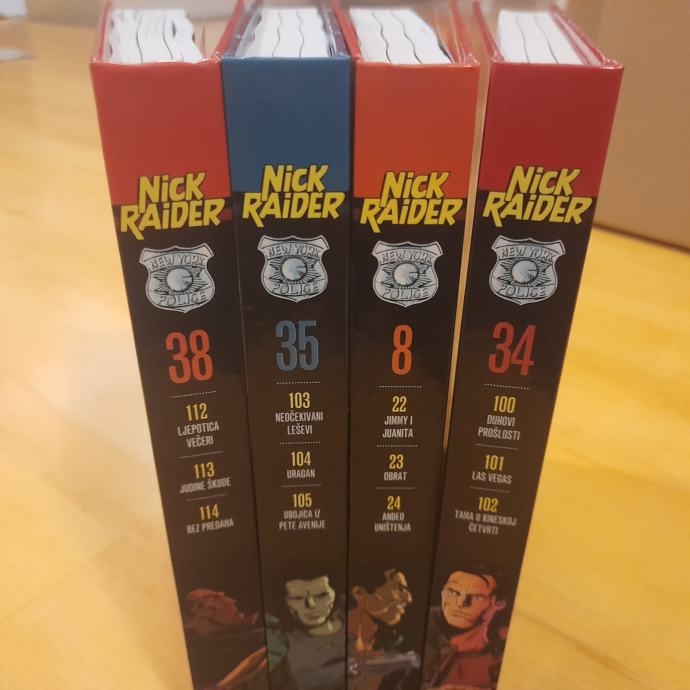 NiCK
RAiDER
NEW YORK
POLICE
38
112
LJEPOTICA
VEČERI
113
JUDINE ŠKUDE
114
BEZ PREDAHA
NiCK
RAiDER
NEW YORK
POLICE
35
103
NEOČEKIVANI
LEŠEVI
104
URAGAN
105
UBOJICA IZ
PETE AVENIJE
NiCK
RAiDER
NEW YORK
POLICE
8
22
JIMMY I
JUANITA
23
OBRAT
24
ANĐEO
UNIŠTENJA
NiCK
RAiDER
NEW YORK
POLICE
34
100
DUHOVI
PROŠLOSTI
101
LAS VEGAS
102
TAMA U KINESKOJ
ČETVRTI